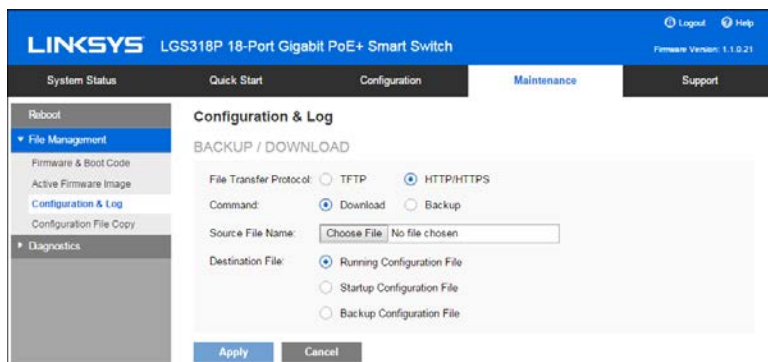 Logout Help
LINKSYS LGS318P 18-Port Gigabit PoE+ Smart Switch
Firmware Version: 1.1.0.21
System Status Quick Start Configuration Maintenance Support
Reboot
File Management
Firmware & Boot Code
Active Firmware Image
Configuration & Log
Configuration File Copy
Diagnostics
Configuration & Log
BACKUP / DOWNLOAD
File Transfer Protocol: TFTP HTTP/HTTPS
Command: Download Backup
Source File Name: Choose File No file chosen
Destination File: Running Configuration File
Startup Configuration File
Backup Configuration File
Apply Cancel